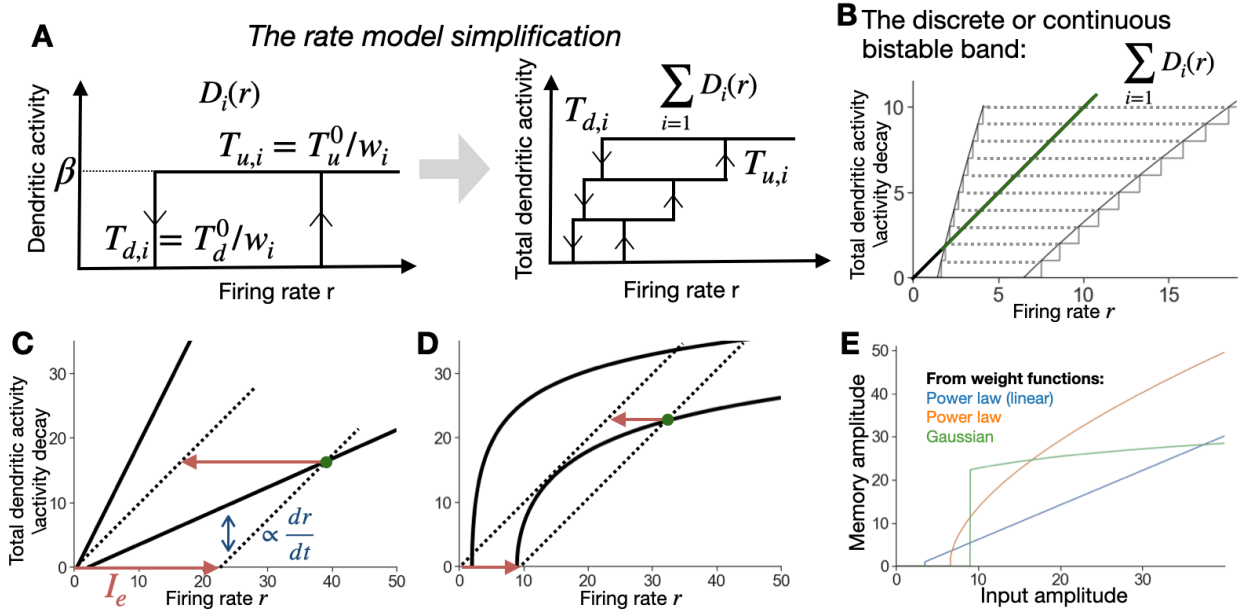 A
The rate model simplification
Dendritic activity
β
D_i(r)
T_{u,i} = T_u^0/w_i
T_{d,i} = T_d^0/w_i
Firing rate r
Total dendritic activity
∑_{i=1} D_i(r)
T_{d,i}
T_{u,i}
Firing rate r
B The discrete or continuous
bistable band:
∑_{i=1} D_i(r)
Total dendritic activity
\activity decay
10
5
0
0 5 10 15
Firing rate r
C
Total dendritic activity
\activity decay
30
20
10
0
∝ dr/dt
I_e
0 10 20 30 40 50
Firing rate r
D
30
20
10
0
0 10 20 30 40 50
Firing rate r
E
Memory amplitude
50
40
30
20
10
0
From weight functions:
Power law (linear)
Power law
Gaussian
0 10 20 30
Input amplitude